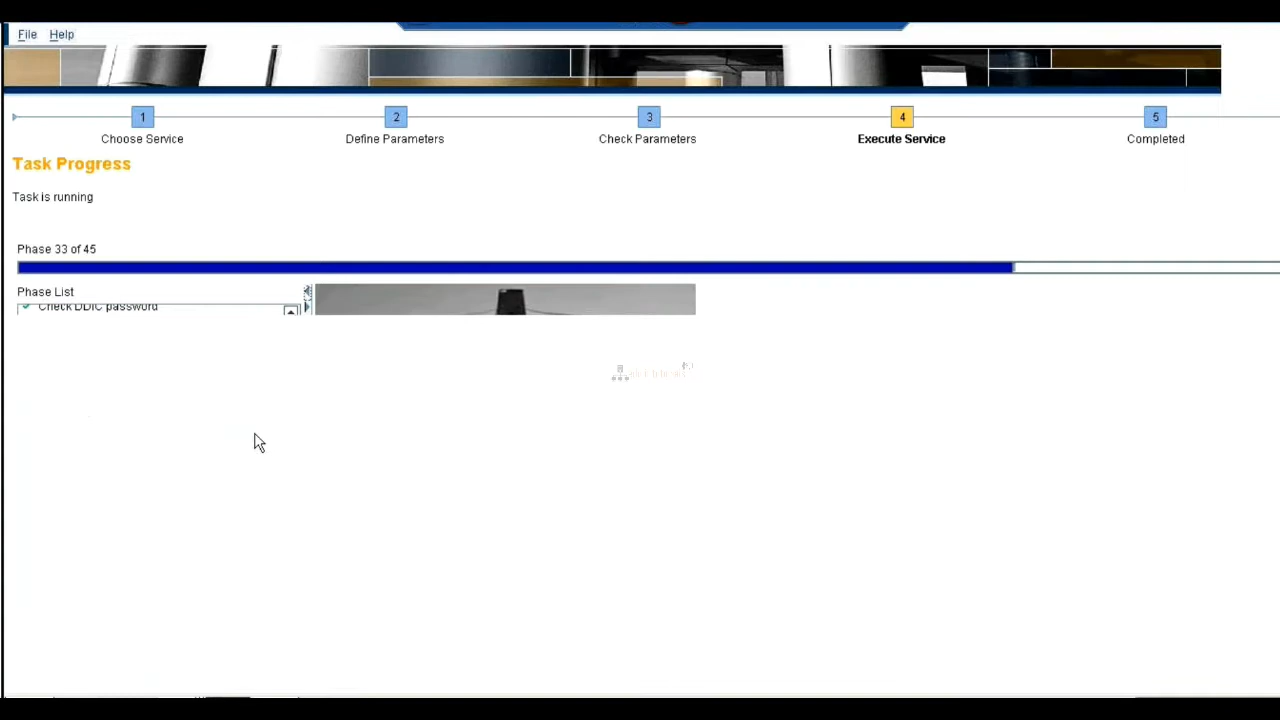 File Help
1 2 3 4 5
Choose Service Define Parameters Check Parameters Execute Service Completed
Task Progress
Task is running
Phase 33 of 45
Phase List
Check DDIC password